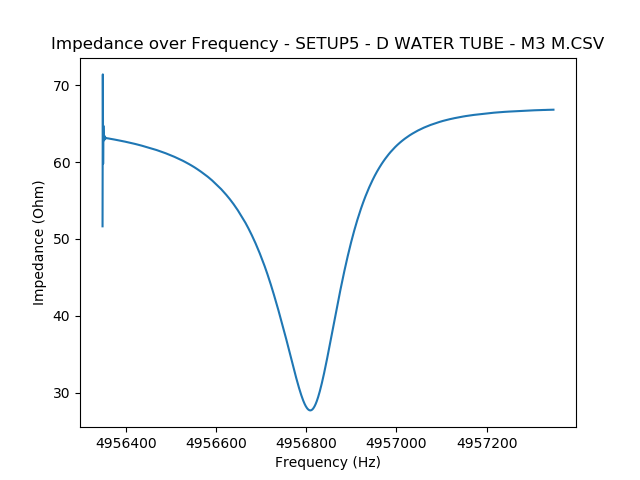 Impedance over Frequency - SETUP5 - D WATER TUBE - M3 M.CSV
70
60
50
40
30
Impedance (Ohm)
4956400 4956600 4956800 4957000 4957200
Frequency (Hz)